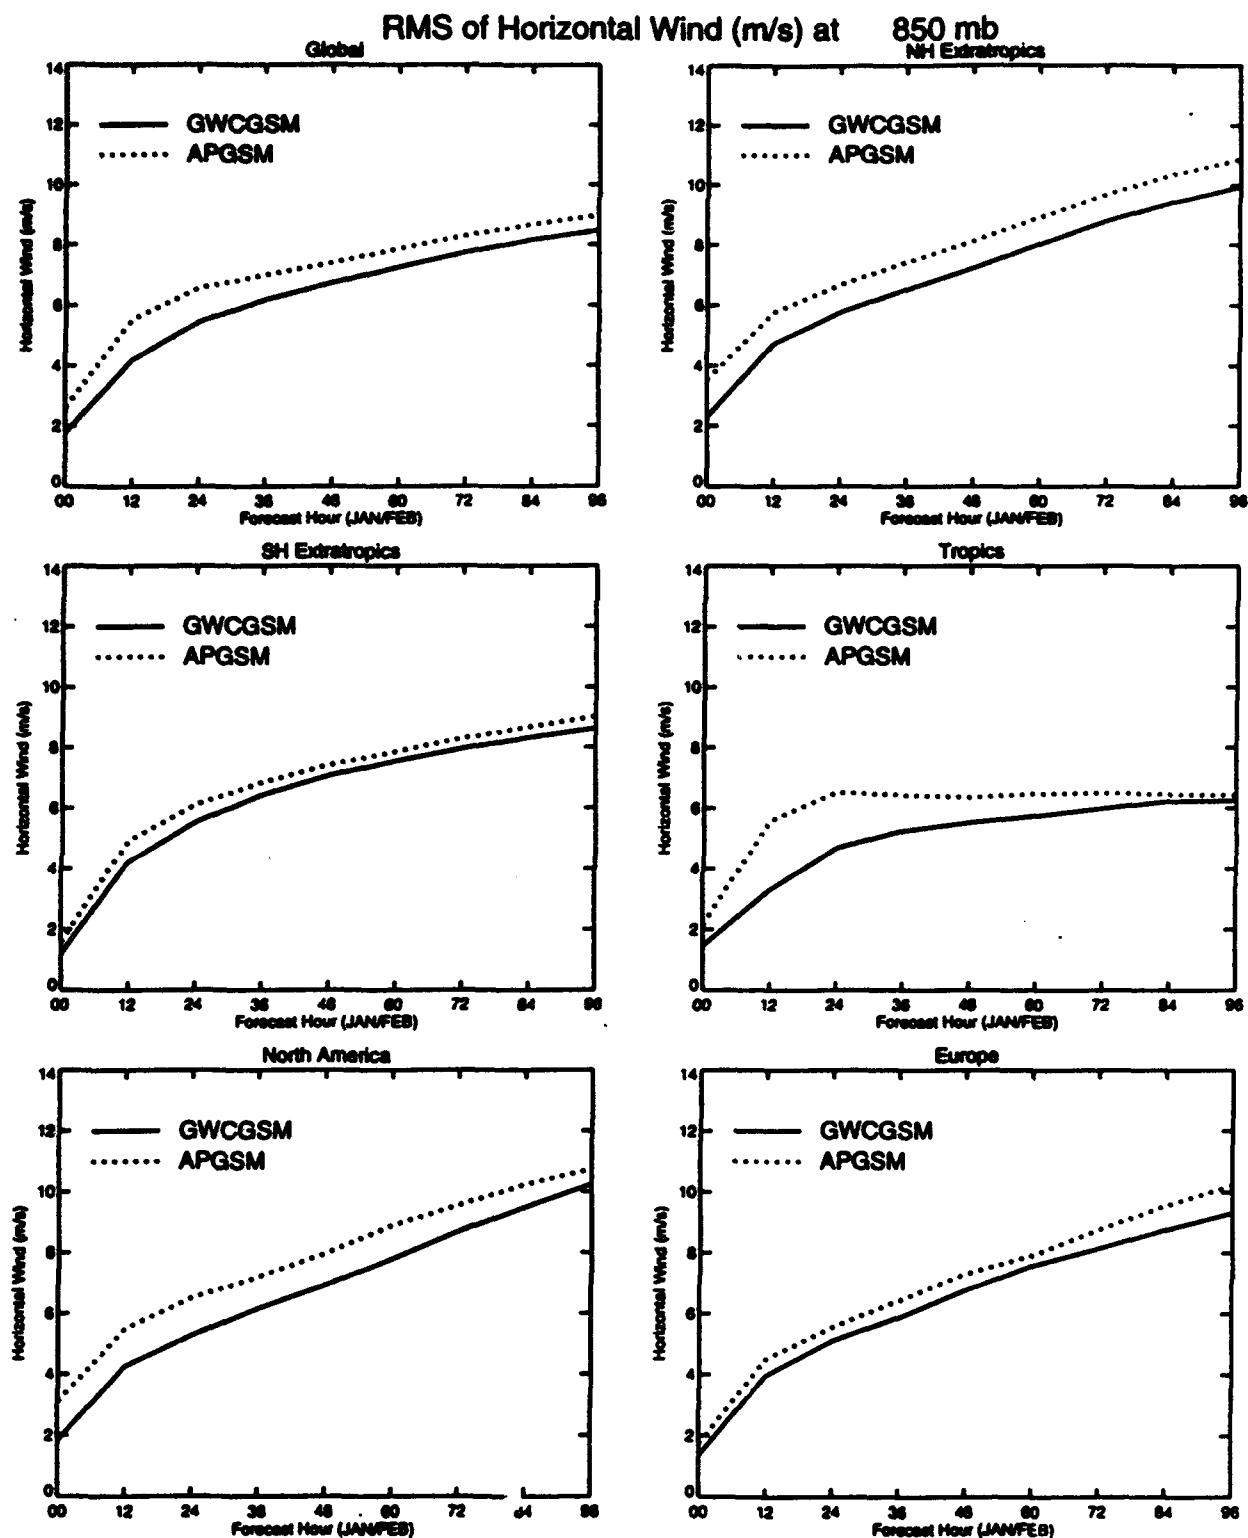 RMS of Horizontal Wind (m/s) at 850 mb
Global
14
12
10
8
6
4
2
0
Horizontal Wind (m/s)
GWCGSM
APGSM
00 12 24 36 48 60 72 84 96
Forecast Hour (JAN/FEB)
NH Extratropics
14
12
10
8
6
4
2
0
Horizontal Wind (m/s)
GWCGSM
APGSM
00 12 24 36 48 60 72 84 96
Forecast Hour (JAN/FEB)
SH Extratropics
14
12
10
8
6
4
2
0
Horizontal Wind (m/s)
GWCGSM
APGSM
00 12 24 36 48 60 72 84 96
Forecast Hour (JAN/FEB)
Tropics
14
12
10
8
6
4
2
0
Horizontal Wind (m/s)
GWCGSM
APGSM
00 12 24 36 48 60 72 84 96
Forecast Hour (JAN/FEB)
North America
14
12
10
8
6
4
2
0
Horizontal Wind (m/s)
GWCGSM
APGSM
00 12 24 36 48 60 72 84 96
Forecast Hour (JAN/FEB)
Europe
14
12
10
8
6
4
2
0
Horizontal Wind (m/s)
GWCGSM
APGSM
00 12 24 36 48 60 72 84 96
Forecast Hour (JAN/FEB)